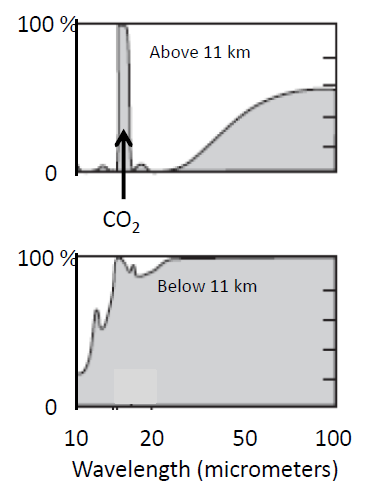 100 %
Above 11 km
0
CO₂
100 %
Below 11 km
0
10 20 50 100
Wavelength (micrometers)